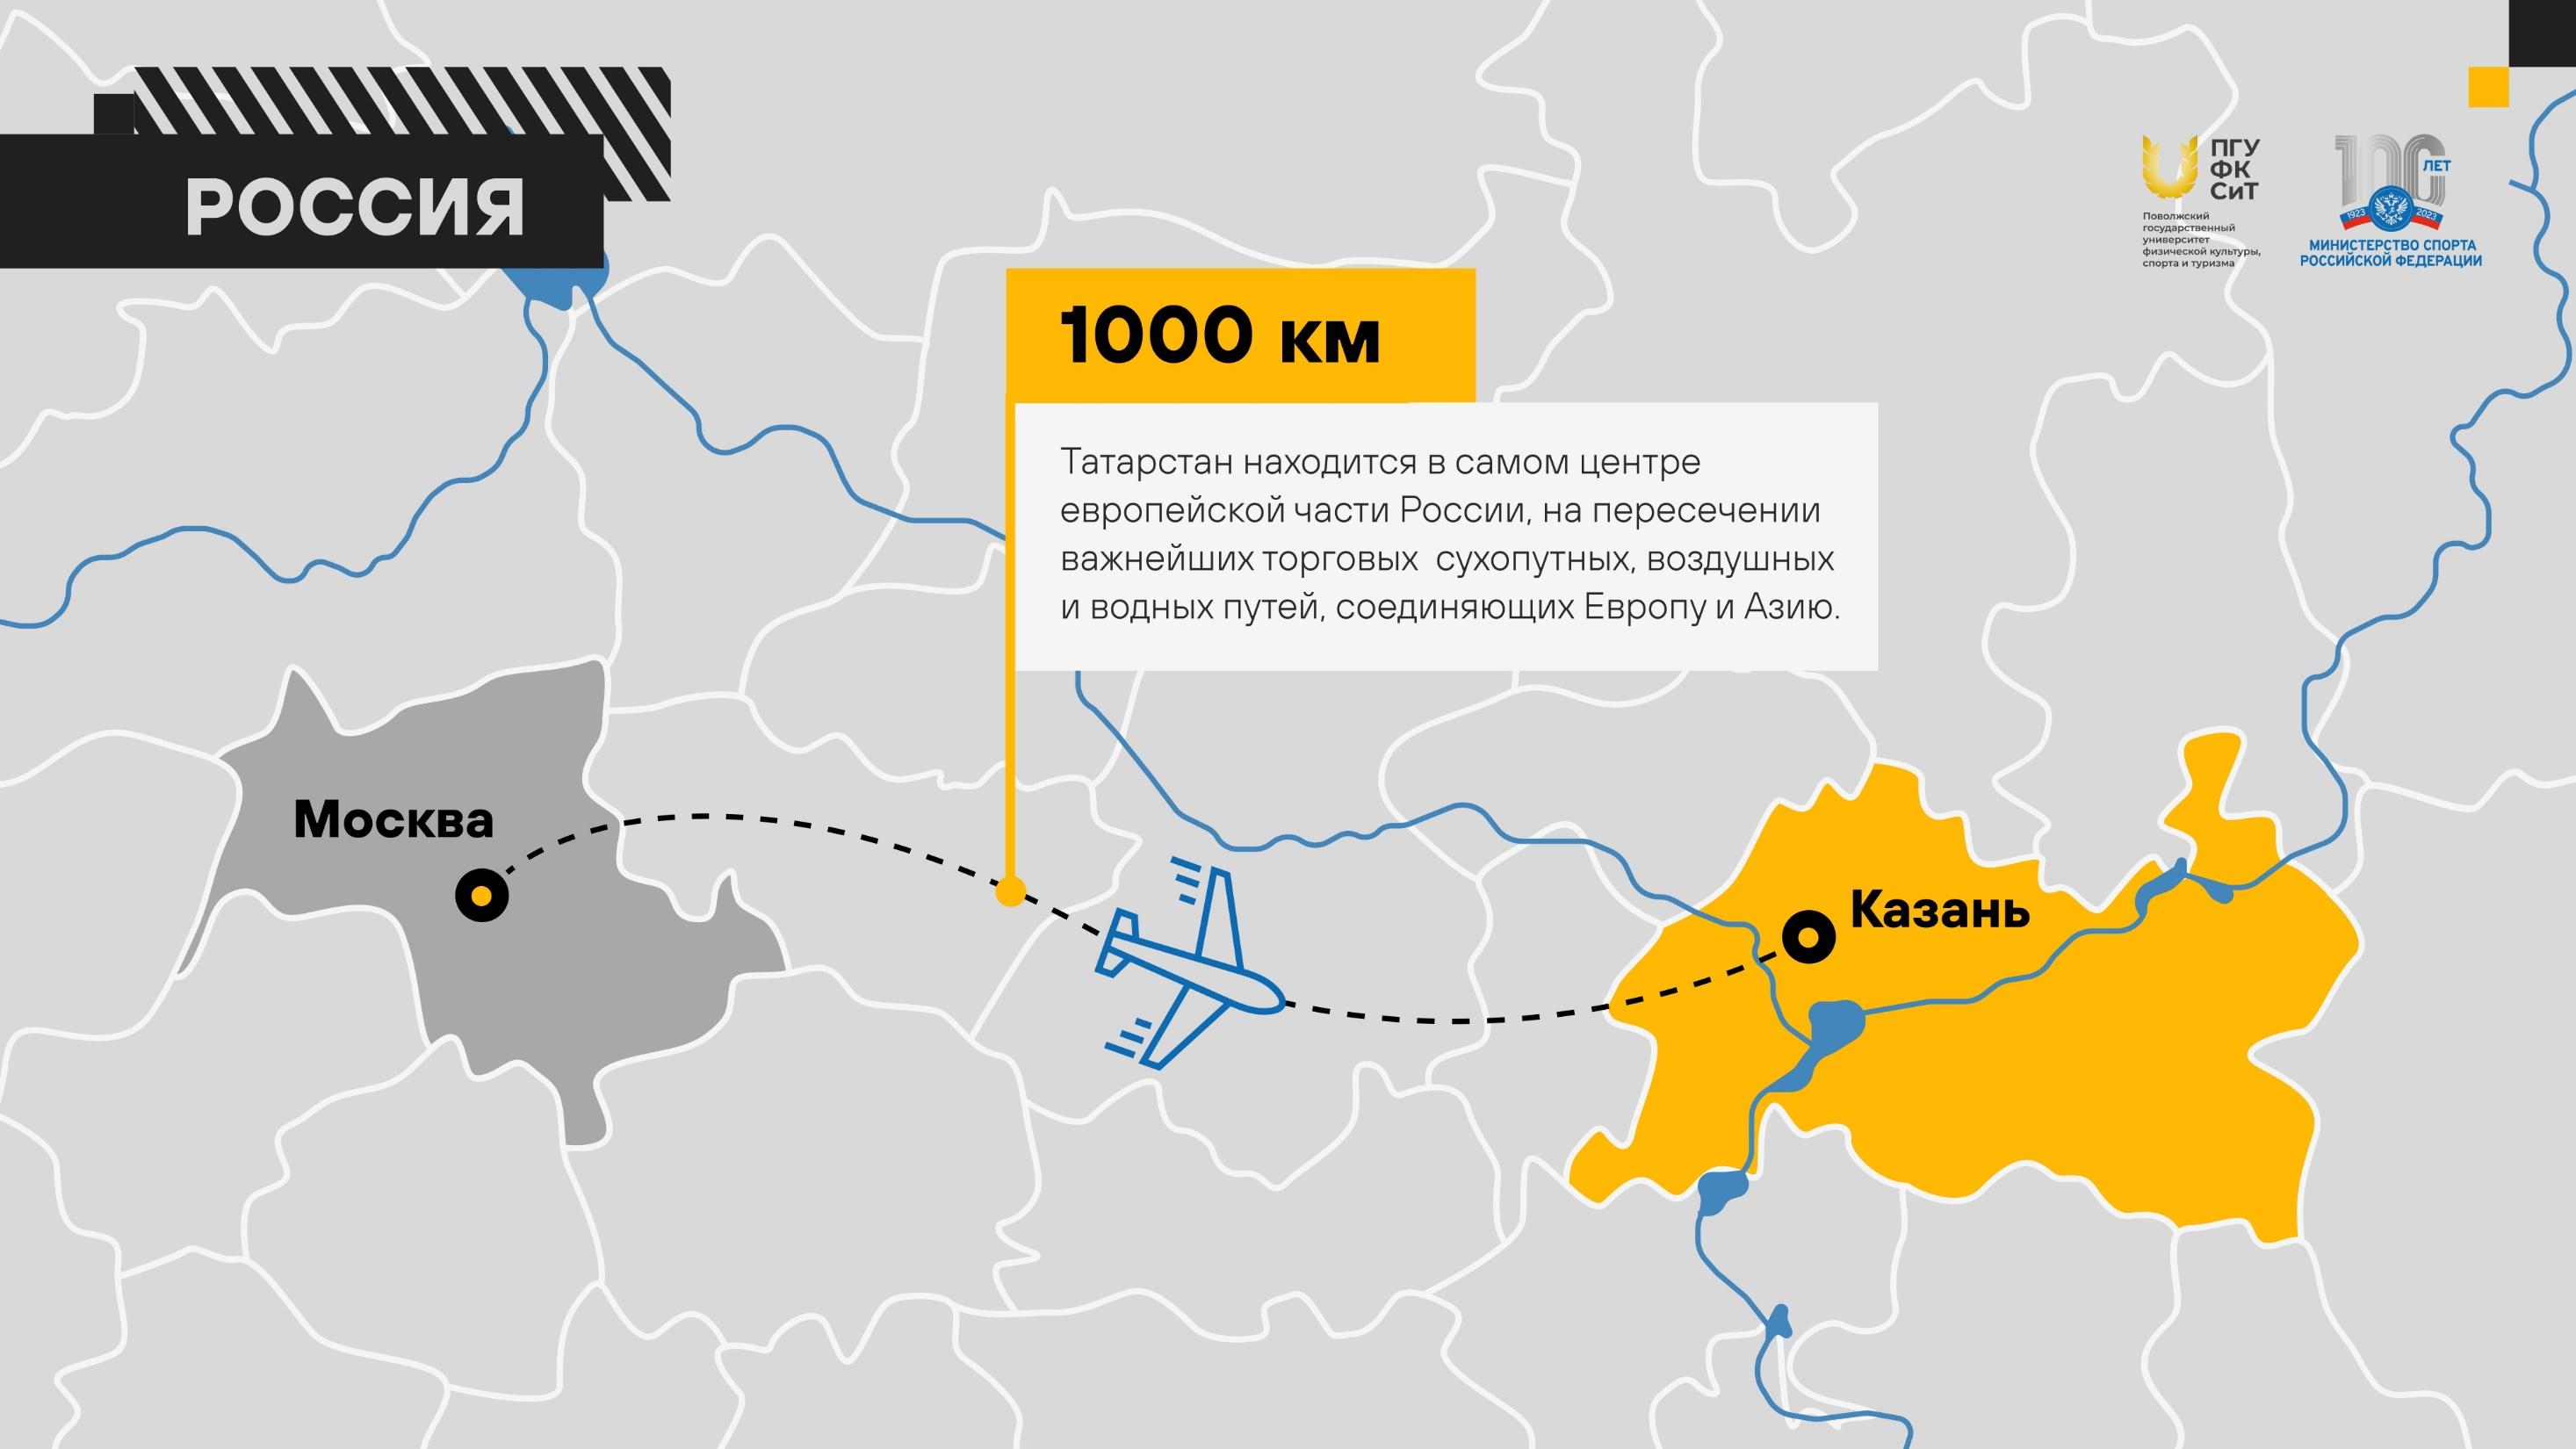 РОССИЯ
ПГУ
ФК
СиТ
Поволжский
государственный
университет
физической культуры,
спорта и туризма
100 ЛЕТ
1923 2023
МИНИСТЕРСТВО СПОРТА
РОССИЙСКОЙ ФЕДЕРАЦИИ
1000 км
Татарстан находится в самом центре
европейской части России, на пересечении
важнейших торговых  сухопутных, воздушных
и водных путей, соединяющих Европу и Азию.
Москва
Казань